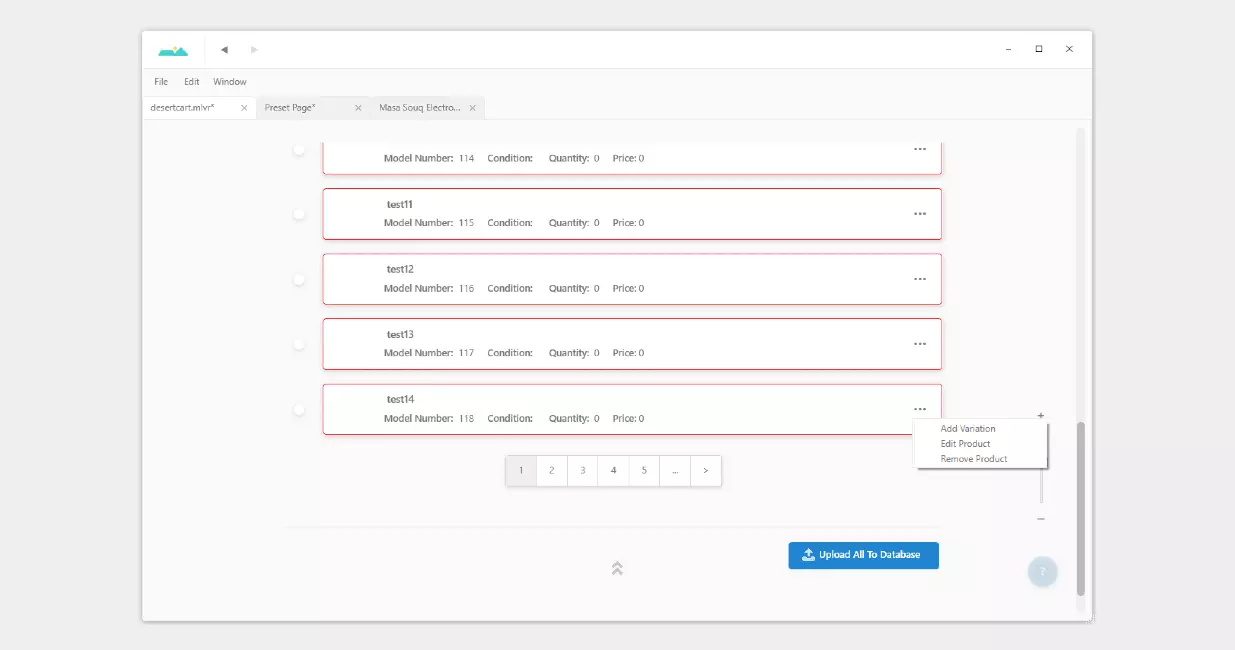 File Edit Window
desertcart.mlvr* Preset Page* Masa Souq Electro...
Model Number: 114 Condition: Quantity: 0 Price: 0
test11
Model Number: 115 Condition: Quantity: 0 Price: 0
test12
Model Number: 116 Condition: Quantity: 0 Price: 0
test13
Model Number: 117 Condition: Quantity: 0 Price: 0
test14
Model Number: 118 Condition: Quantity: 0 Price: 0
Add Variation
Edit Product
Remove Product
1 2 3 4 5 ... >
Upload All To Database
?